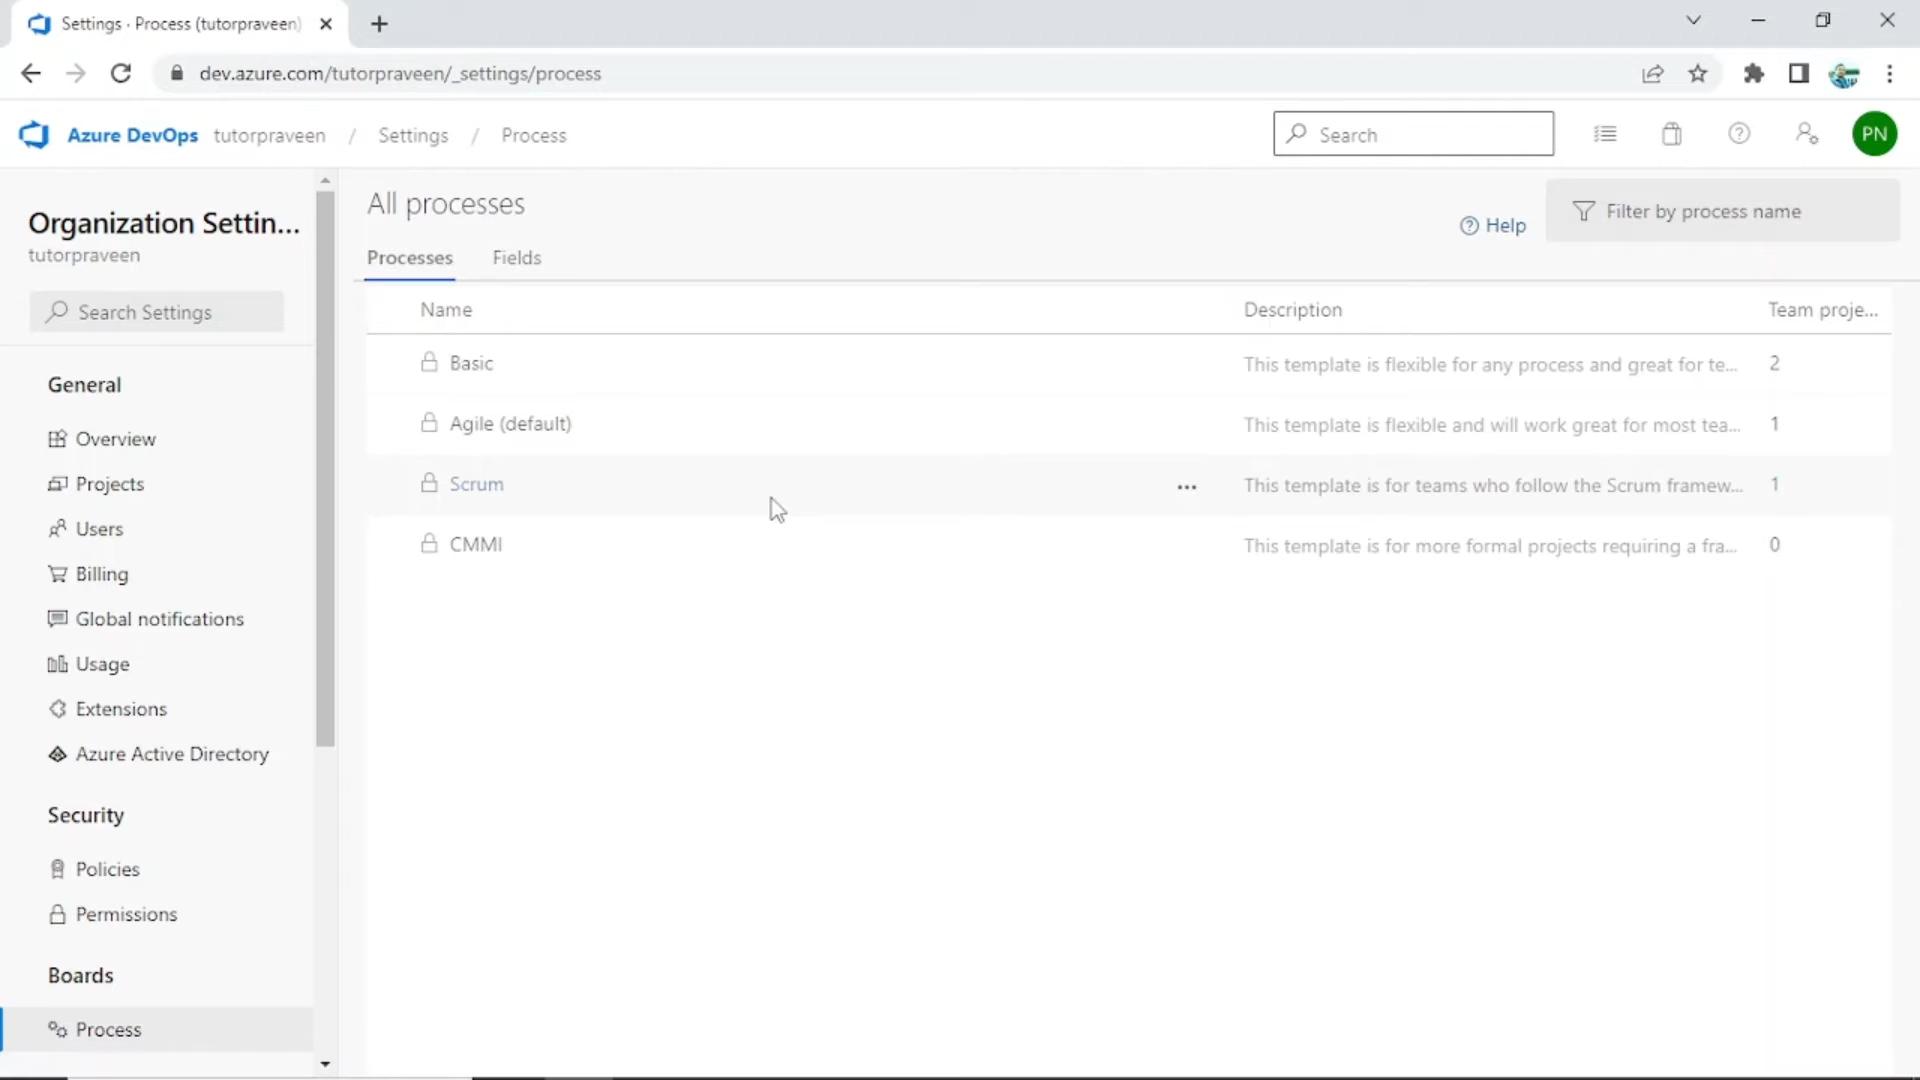 Settings · Process (tutorpraveen)
dev.azure.com/tutorpraveen/_settings/process
Azure DevOps tutorpraveen / Settings / Process
Search
PN
Organization Settin...
tutorpraveen
Search Settings
General
Overview
Projects
Users
Billing
Global notifications
Usage
Extensions
Azure Active Directory
Security
Policies
Permissions
Boards
Process
All processes
Help
Filter by process name
Processes Fields
Name Description Team proje...
Basic This template is flexible for any process and great for te... 2
Agile (default) This template is flexible and will work great for most tea... 1
Scrum ... This template is for teams who follow the Scrum framew... 1
CMMI This template is for more formal projects requiring a fra... 0